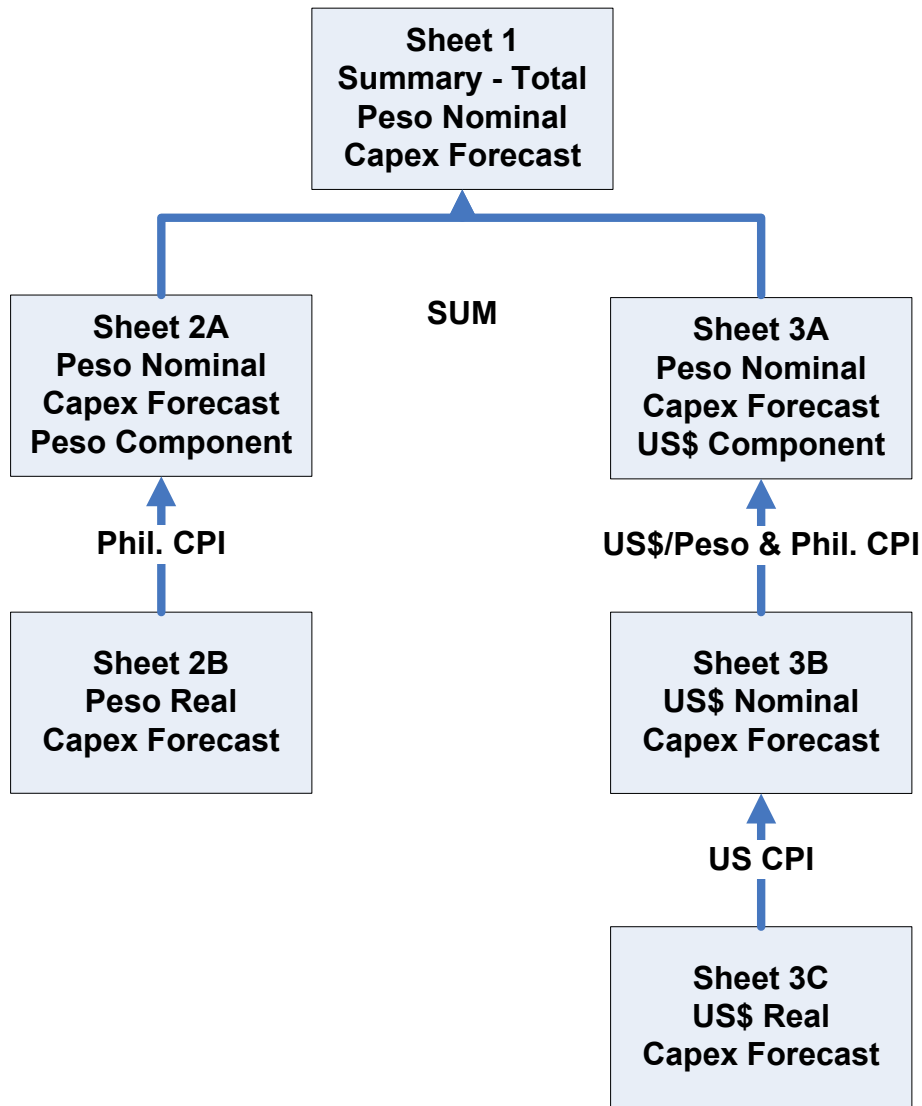 Sheet 1
Summary - Total
Peso Nominal
Capex Forecast
SUM
Sheet 2A
Peso Nominal
Capex Forecast
Peso Component
Sheet 3A
Peso Nominal
Capex Forecast
US$ Component
Phil. CPI
US$/Peso & Phil. CPI
Sheet 2B
Peso Real
Capex Forecast
Sheet 3B
US$ Nominal
Capex Forecast
US CPI
Sheet 3C
US$ Real
Capex Forecast